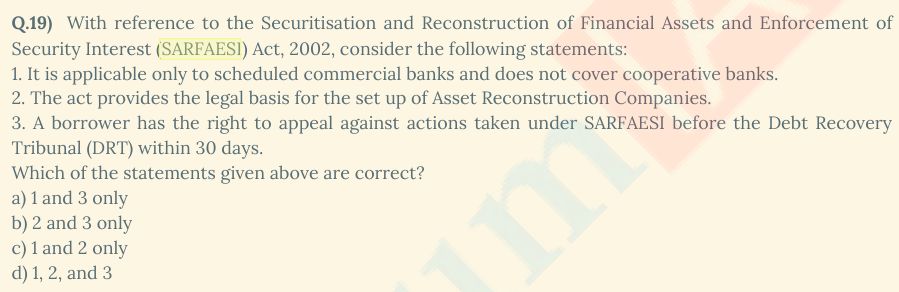 Q.19) With reference to the Securitisation and Reconstruction of Financial Assets and Enforcement of
Security Interest (SARFAESI) Act, 2002, consider the following statements:
1. It is applicable only to scheduled commercial banks and does not cover cooperative banks.
2. The act provides the legal basis for the set up of Asset Reconstruction Companies.
3. A borrower has the right to appeal against actions taken under SARFAESI before the Debt Recovery
Tribunal (DRT) within 30 days.
Which of the statements given above are correct?
a) 1 and 3 only
b) 2 and 3 only
c) 1 and 2 only
d) 1, 2, and 3